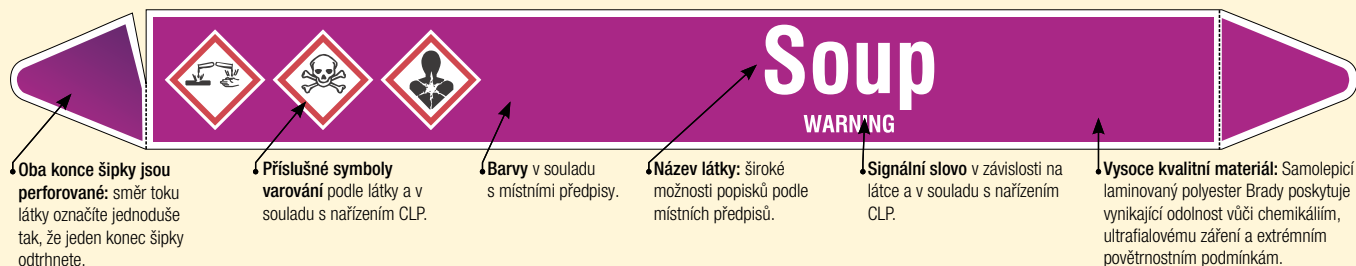 Soup
WARNING
Oba konce šipky jsou
perforované: směr toku
látky označíte jednoduše
tak, že jeden konec šipky
odtrhnete.
Příslušné symboly
varování podle látky a v
souladu s nařízením CLP.
Barvy v souladu
s místními předpisy.
Název látky: široké
možnosti popisků podle
místních předpisů.
Signální slovo v závislosti na
látce a v souladu s nařízením
CLP.
Vysoce kvalitní materiál: Samolepicí
laminovaný polyester Brady poskytuje
vynikající odolnost vůči chemikáliím,
ultrafialovému záření a extrémním
povětrnostním podmínkám.